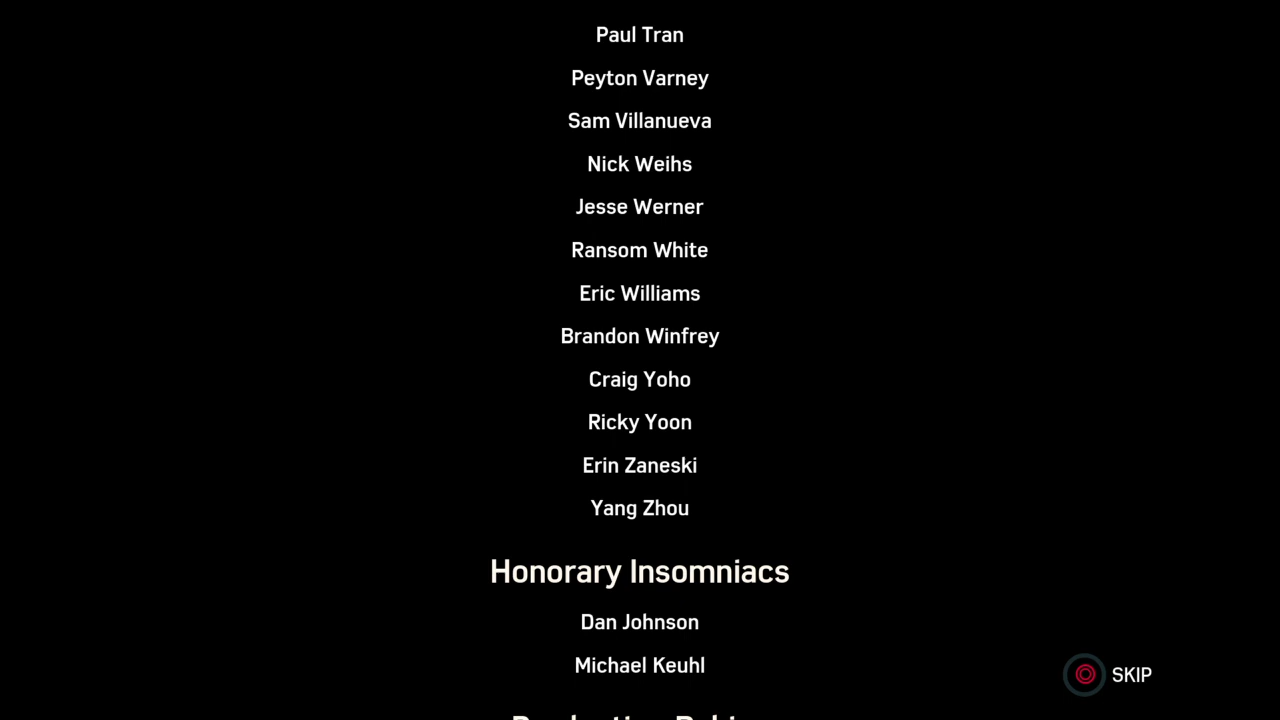 Paul Tran
Peyton Varney
Sam Villanueva
Nick Weihs
Jesse Werner
Ransom White
Eric Williams
Brandon Winfrey
Craig Yoho
Ricky Yoon
Erin Zaneski
Yang Zhou
Honorary Insomniacs
Dan Johnson
Michael Keuhl
SKIP